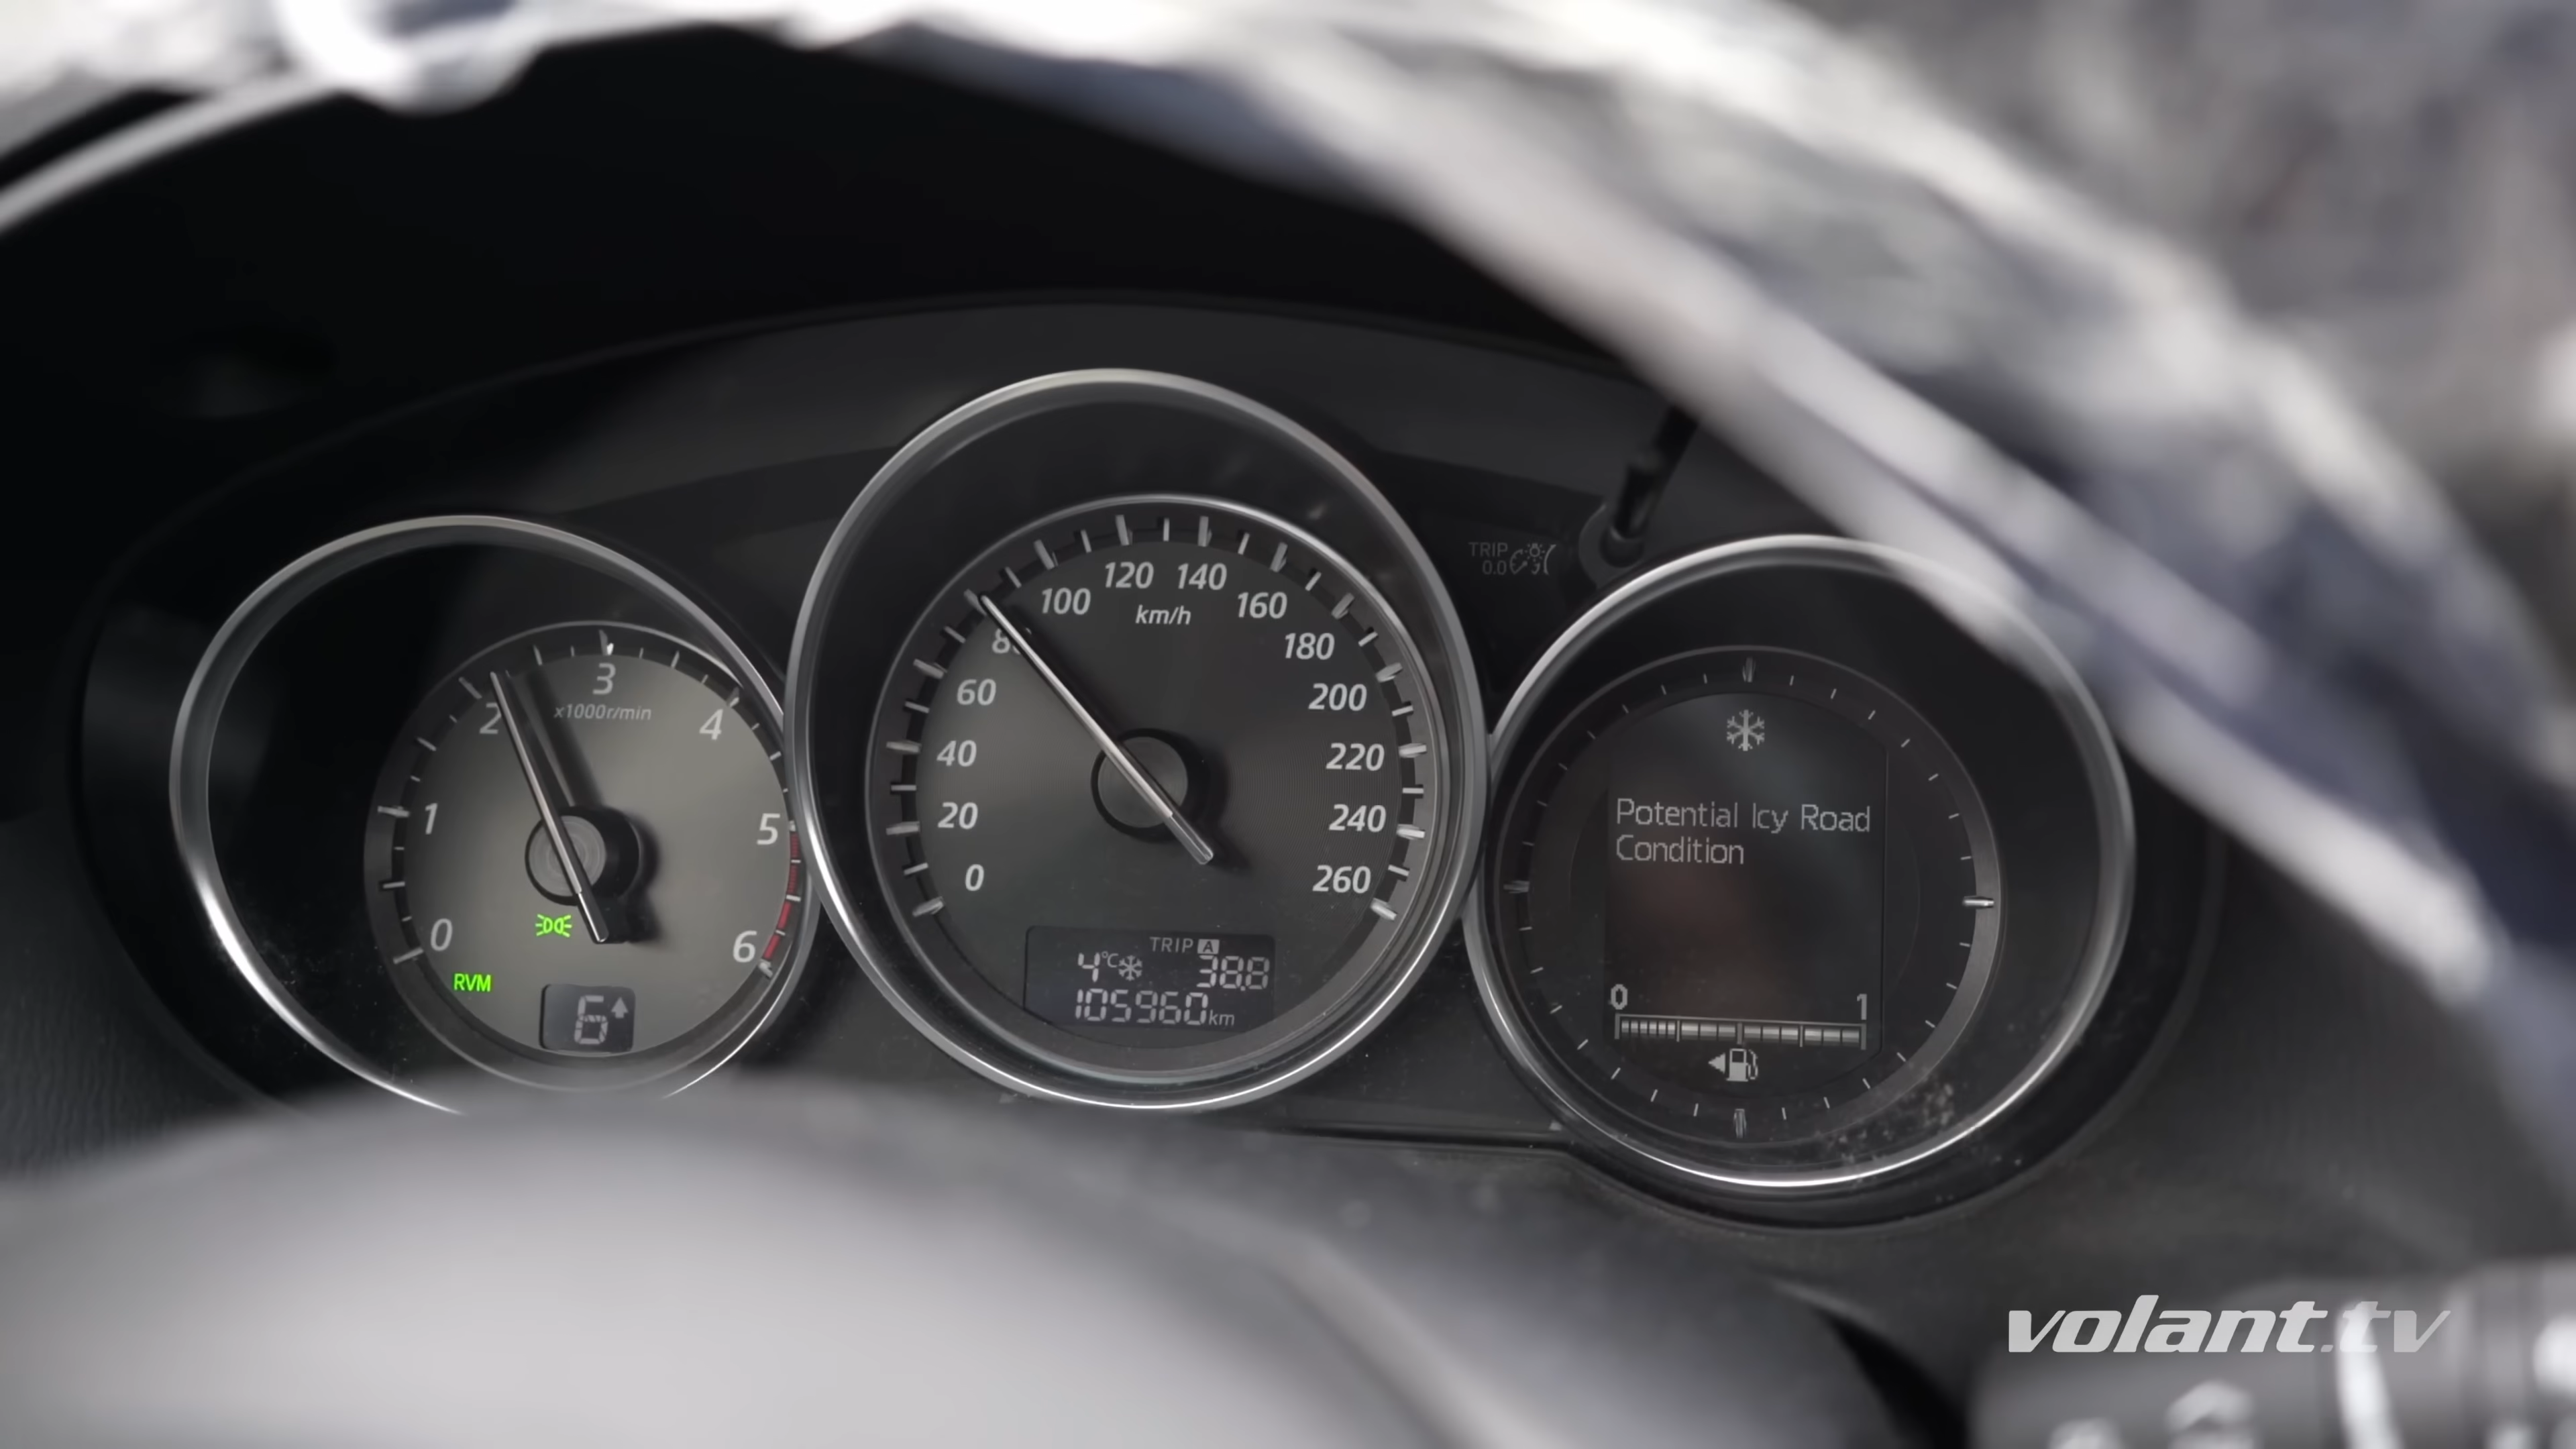 TRIP
0.0
0
1
2
3
4
5
6
x1000r/min
RVM
6
0
20
40
60
100
120
140
160
180
200
220
240
260
km/h
TRIP A
4°C 38.8
105960km
Potential Icy Road
Condition
0 1
volant.tv